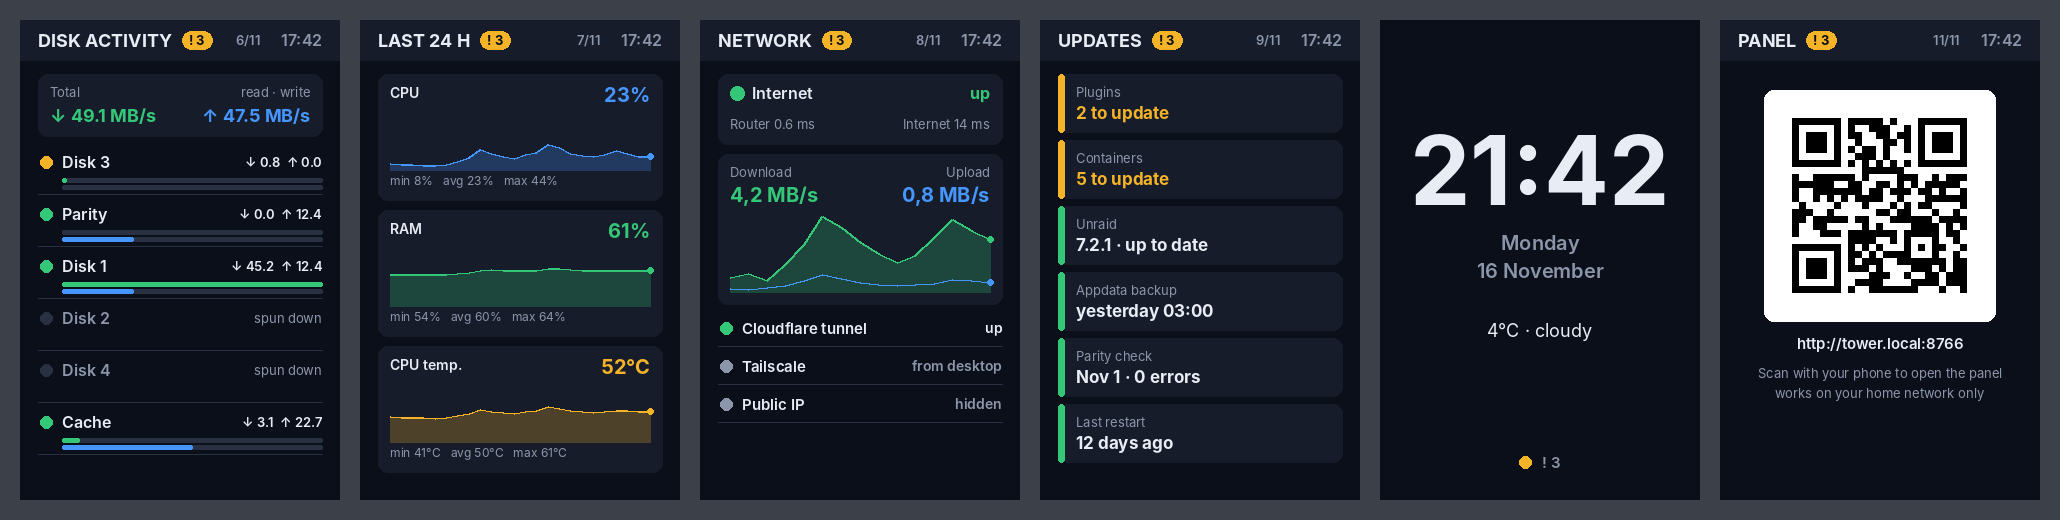 DISK ACTIVITY ! 3 6/11 17:42
Total read · write
↓ 49.1 MB/s ↑ 47.5 MB/s
Disk 3 ↓ 0.8 ↑ 0.0
Parity ↓ 0.0 ↑ 12.4
Disk 1 ↓ 45.2 ↑ 12.4
Disk 2 spun down
Disk 4 spun down
Cache ↓ 3.1 ↑ 22.7
LAST 24 H ! 3 7/11 17:42
CPU 23%
min 8% avg 23% max 44%
RAM 61%
min 54% avg 60% max 64%
CPU temp. 52°C
min 41°C avg 50°C max 61°C
NETWORK ! 3 8/11 17:42
Internet up
Router 0.6 ms Internet 14 ms
Download Upload
4,2 MB/s 0,8 MB/s
Cloudflare tunnel up
Tailscale from desktop
Public IP hidden
UPDATES ! 3 9/11 17:42
Plugins
2 to update
Containers
5 to update
Unraid
7.2.1 · up to date
Appdata backup
yesterday 03:00
Parity check
Nov 1 · 0 errors
Last restart
12 days ago
21:42
Monday
16 November
4°C · cloudy
! 3
PANEL ! 3 11/11 17:42
http://tower.local:8766
Scan with your phone to open the panel
works on your home network only